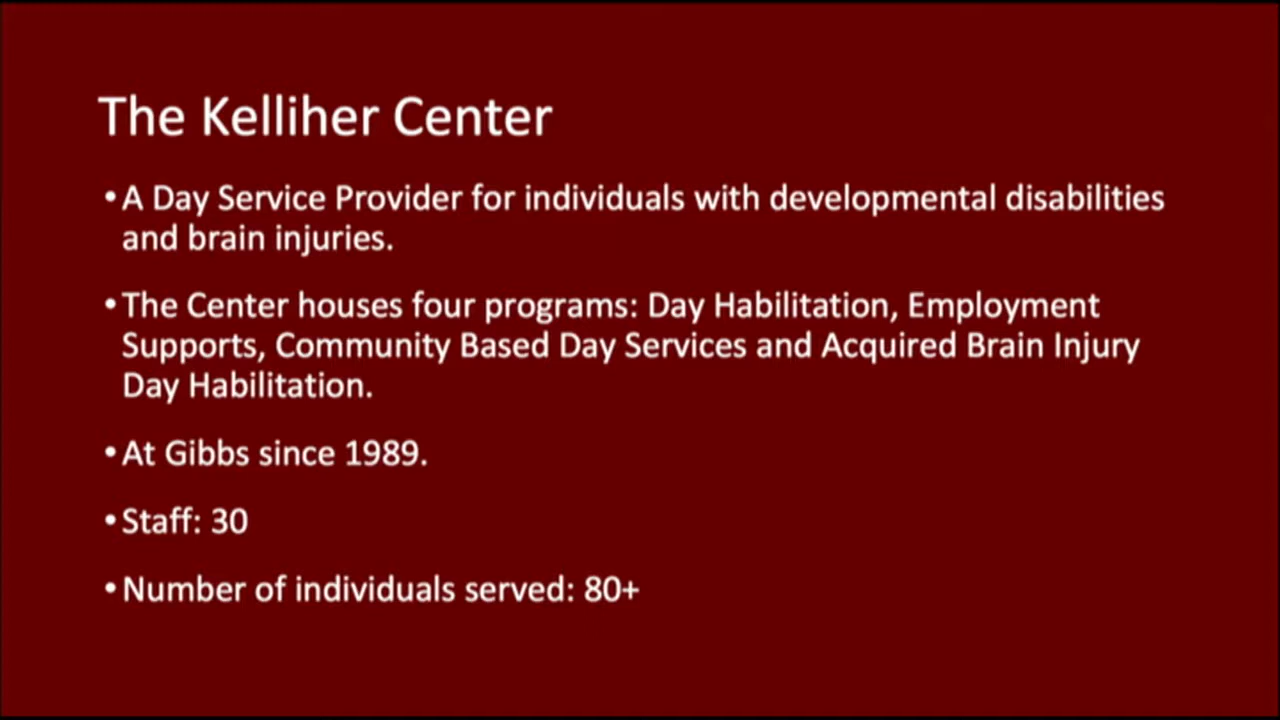 The Kelliher Center
•A Day Service Provider for individuals with developmental disabilities
and brain injuries.
•The Center houses four programs: Day Habilitation, Employment
Supports, Community Based Day Services and Acquired Brain Injury
Day Habilitation.
•At Gibbs since 1989.
•Staff: 30
•Number of individuals served: 80+